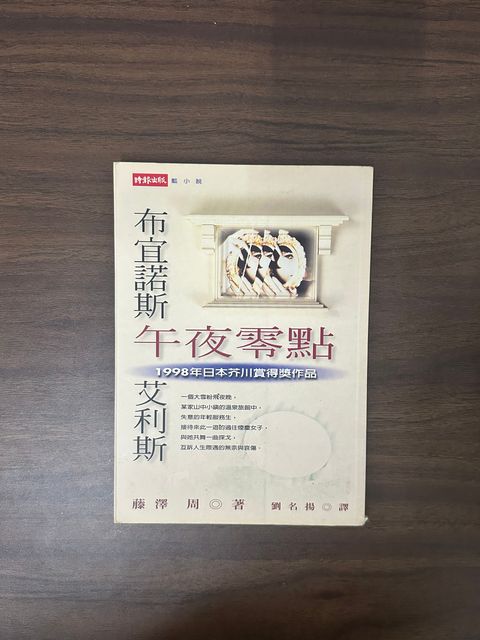 時報出版 藍小說
布宜諾斯
艾利斯
午夜零點
1998年日本芥川賞得獎作品
一個大雪紛飛夜晚，
某家山中小鎮的溫泉旅館中，
失意的年輕服務生，
接待來此一遊的過往傻癡女子，
與她共舞一曲探戈，
互訴人生際遇的無奈與哀傷。
藤澤 周◎著 劉名揚◎譯